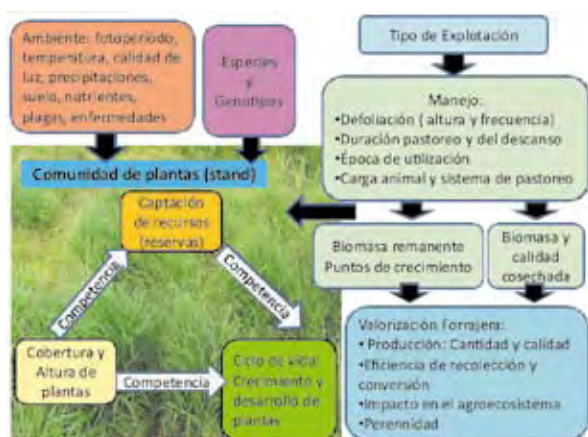 Ambiente: fotoperíodo,
temperatura, calidad de
luz, precipitaciones,
suelo, nutrientes,
plagas, enfermedades
Especies
y
Genotipos
Tipo de Explotación
Manejo:
•Defoliación ( altura y frecuencia)
•Duración pastoreo y del descanso
•Época de utilización
•Carga animal y sistema de pastoreo
Comunidad de plantas (stand)
Captación
de recursos
(reservas)
Competencia
Competencia
Cobertura y
Altura de
plantas
Competencia
Ciclo de vida:
Crecimiento y
desarrollo de
plantas
Biomasa remanente
Puntos de crecimiento
Biomasa y
calidad
cosechada
Valorización Forrajera:
• Producción: Cantidad y calidad
•Eficiencia de recolección y
conversión
•Impacto en el agroecosistema
•Perennidad